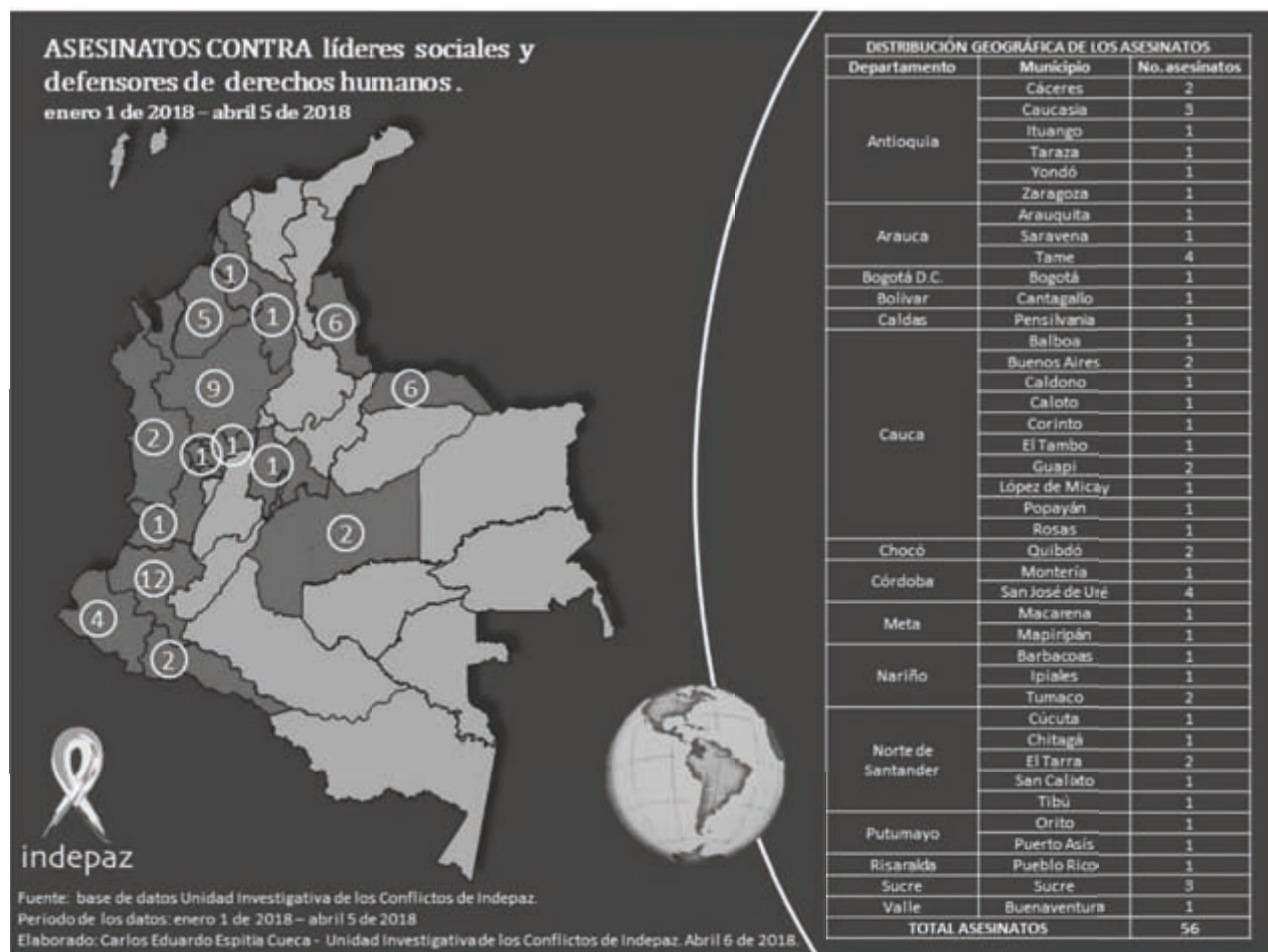 ASESINATOS CONTRA líderes sociales y
defensores de derechos humanos.
enero 1 de 2018 – abril 5 de 2018
1
5
1
6
9
6
2
1
1
1
1
2
12
4
2
indepaz
Fuente: base de datos Unidad Investigativa de los Conflictos de Indepaz.
Periodo de los datos: enero 1 de 2018 – abril 5 de 2018
Elaborado: Carlos Eduardo Espitia Cueca - Unidad Investigativa de los Conflictos de Indepaz. Abril 6 de 2018.
DISTRIBUCIÓN GEOGRÁFICA DE LOS ASESINATOS
Departamento Municipio No. asesinatos
Antioquia
Cáceres 2
Caucasia 3
Ituango 1
Taraza 1
Yondó 1
Zaragoza 1
Arauca
Arauquita 1
Saravena 1
Tame 4
Bogotá D.C. Bogotá 1
Bolívar Cantagallo 1
Caldas Pensilvania 1
Cauca
Balboa 1
Buenos Aires 2
Caldono 1
Caloto 1
Corinto 1
El Tambo 1
Guapi 2
López de Micay 1
Popayán 1
Rosas 1
Chocó Quibdó 2
Córdoba
Montería 1
San José de Uré 4
Meta
Macarena 1
Mapiripán 1
Nariño
Barbacoas 1
Ipiales 1
Tumaco 2
Norte de
Santander
Cúcuta 1
Chitagá 1
El Tarra 2
San Calixto 1
Tibú 1
Putumayo
Orito 1
Puerto Asís 1
Risaralda Pueblo Rico 1
Sucre Sucre 3
Valle Buenaventura 1
TOTAL ASESINATOS 56